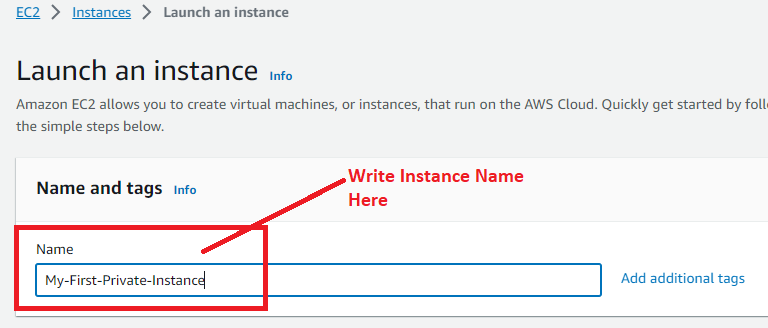 EC2 > Instances > Launch an instance
Launch an instance Info
Amazon EC2 allows you to create virtual machines, or instances, that run on the AWS Cloud. Quickly get started by follo
the simple steps below.
Name and tags Info
Write Instance Name
Here
Name
My-First-Private-Instance
Add additional tags